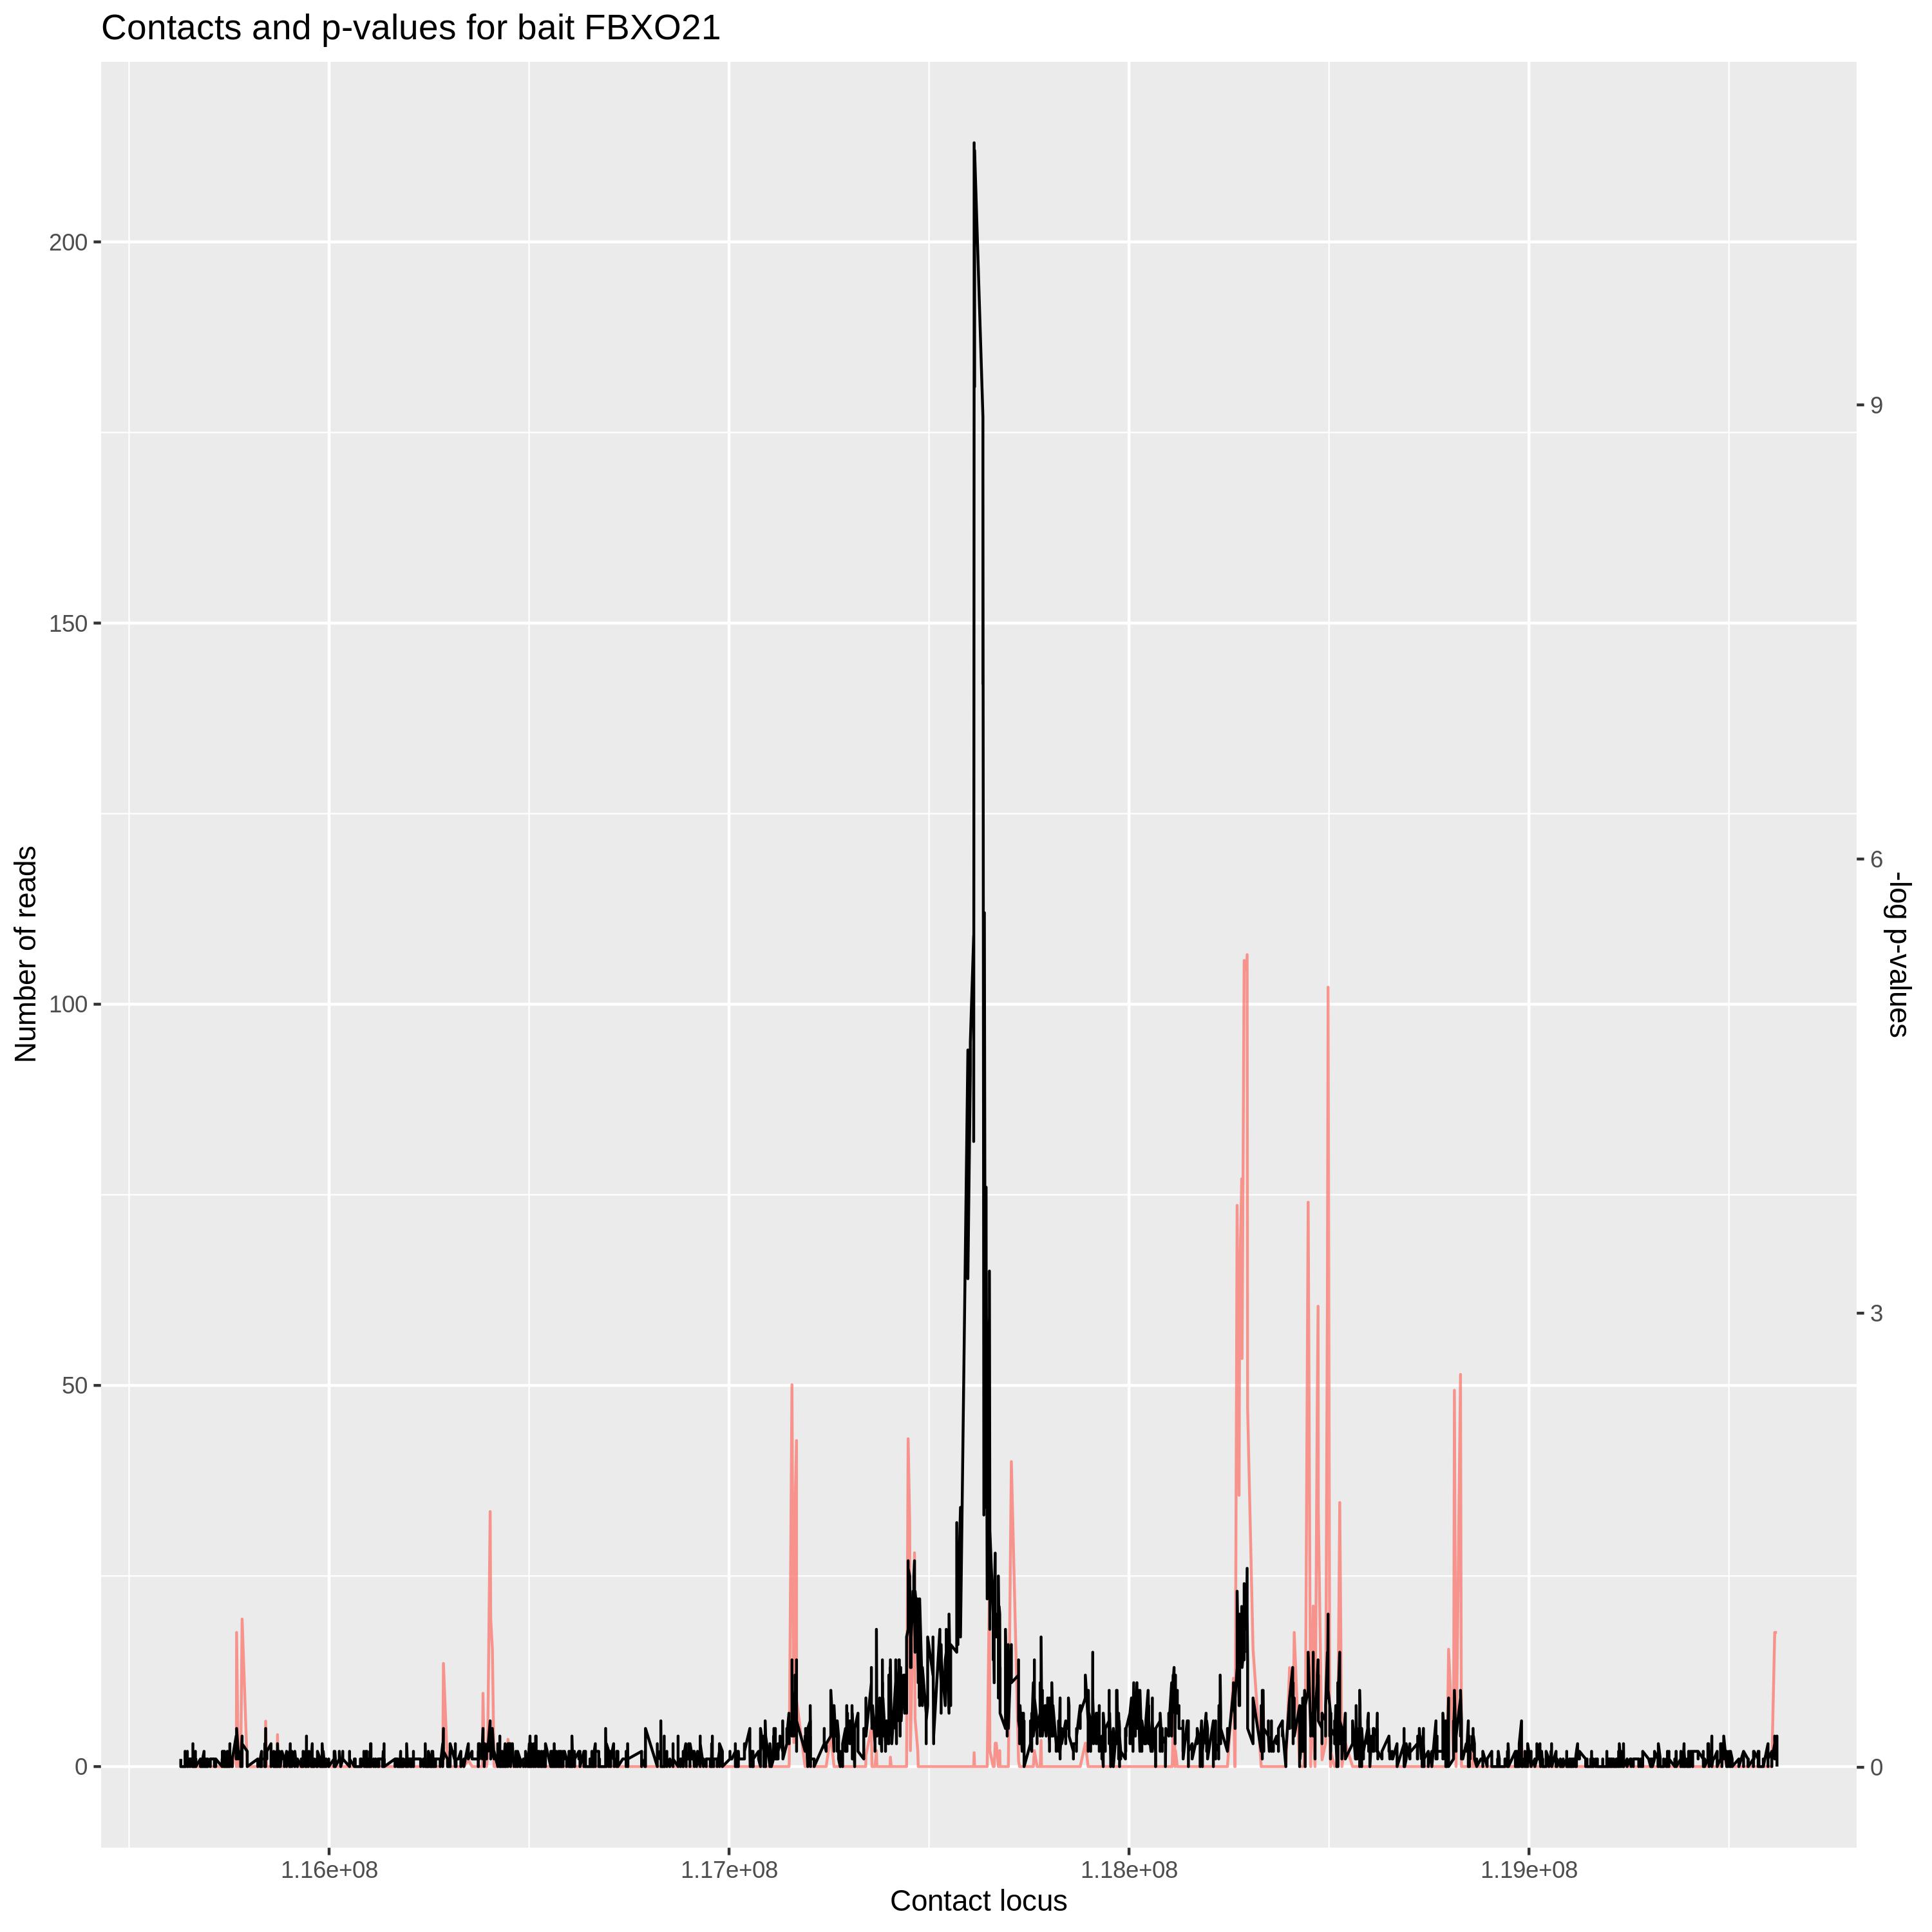 Contacts and p-values for bait FBXO21
200
150
100
50
0
Number of reads
9
6
3
0
-log p-values
1.16e+08
1.17e+08
1.18e+08
1.19e+08
Contact locus